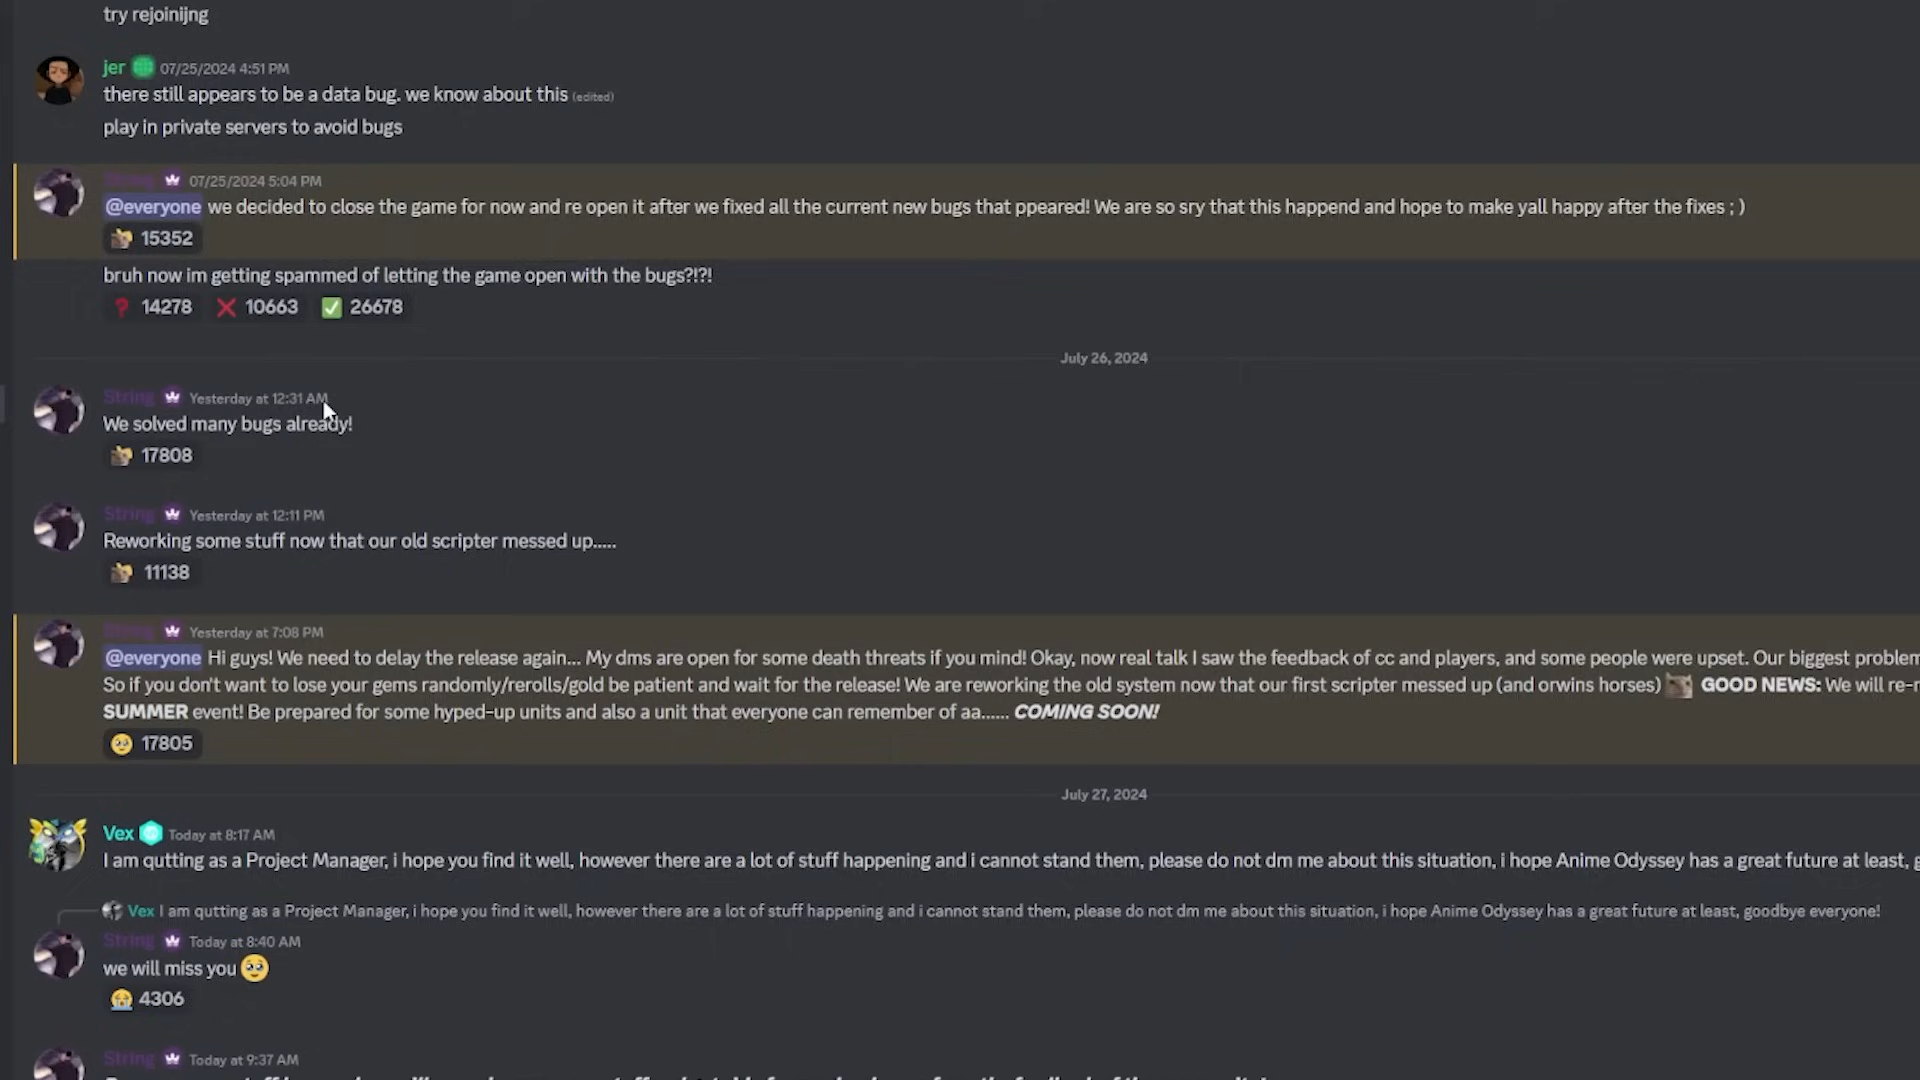 try rejoinijng
jer 07/25/2024 4:51 PM
there still appears to be a data bug. we know about this (edited)
play in private servers to avoid bugs
String 07/25/2024 5:04 PM
@everyone we decided to close the game for now and re open it after we fixed all the current new bugs that ppeared! We are so sry that this happend and hope to make yall happy after the fixes ; )
15352
bruh now im getting spammed of letting the game open with the bugs?!?!
14278 10663 26678
July 26, 2024
String Yesterday at 12:31 AM
We solved many bugs already!
17808
String Yesterday at 12:11 PM
Reworking some stuff now that our old scripter messed up.....
11138
String Yesterday at 7:08 PM
@everyone Hi guys! We need to delay the release again... My dms are open for some death threats if you mind! Okay, now real talk I saw the feedback of cc and players, and some people were upset. Our biggest problem
So if you don't want to lose your gems randomly/rerolls/gold be patient and wait for the release! We are reworking the old system now that our first scripter messed up (and orwins horses) GOOD NEWS: We will re-r
SUMMER event! Be prepared for some hyped-up units and also a unit that everyone can remember of aa...... COMING SOON!
17805
July 27, 2024
Vex Today at 8:17 AM
I am qutting as a Project Manager, i hope you find it well, however there are a lot of stuff happening and i cannot stand them, please do not dm me about this situation, i hope Anime Odyssey has a great future at least, g
Vex I am qutting as a Project Manager, i hope you find it well, however there are a lot of stuff happening and i cannot stand them, please do not dm me about this situation, i hope Anime Odyssey has a great future at least, goodbye everyone!
String Today at 8:40 AM
we will miss you
4306
String Today at 9:37 AM